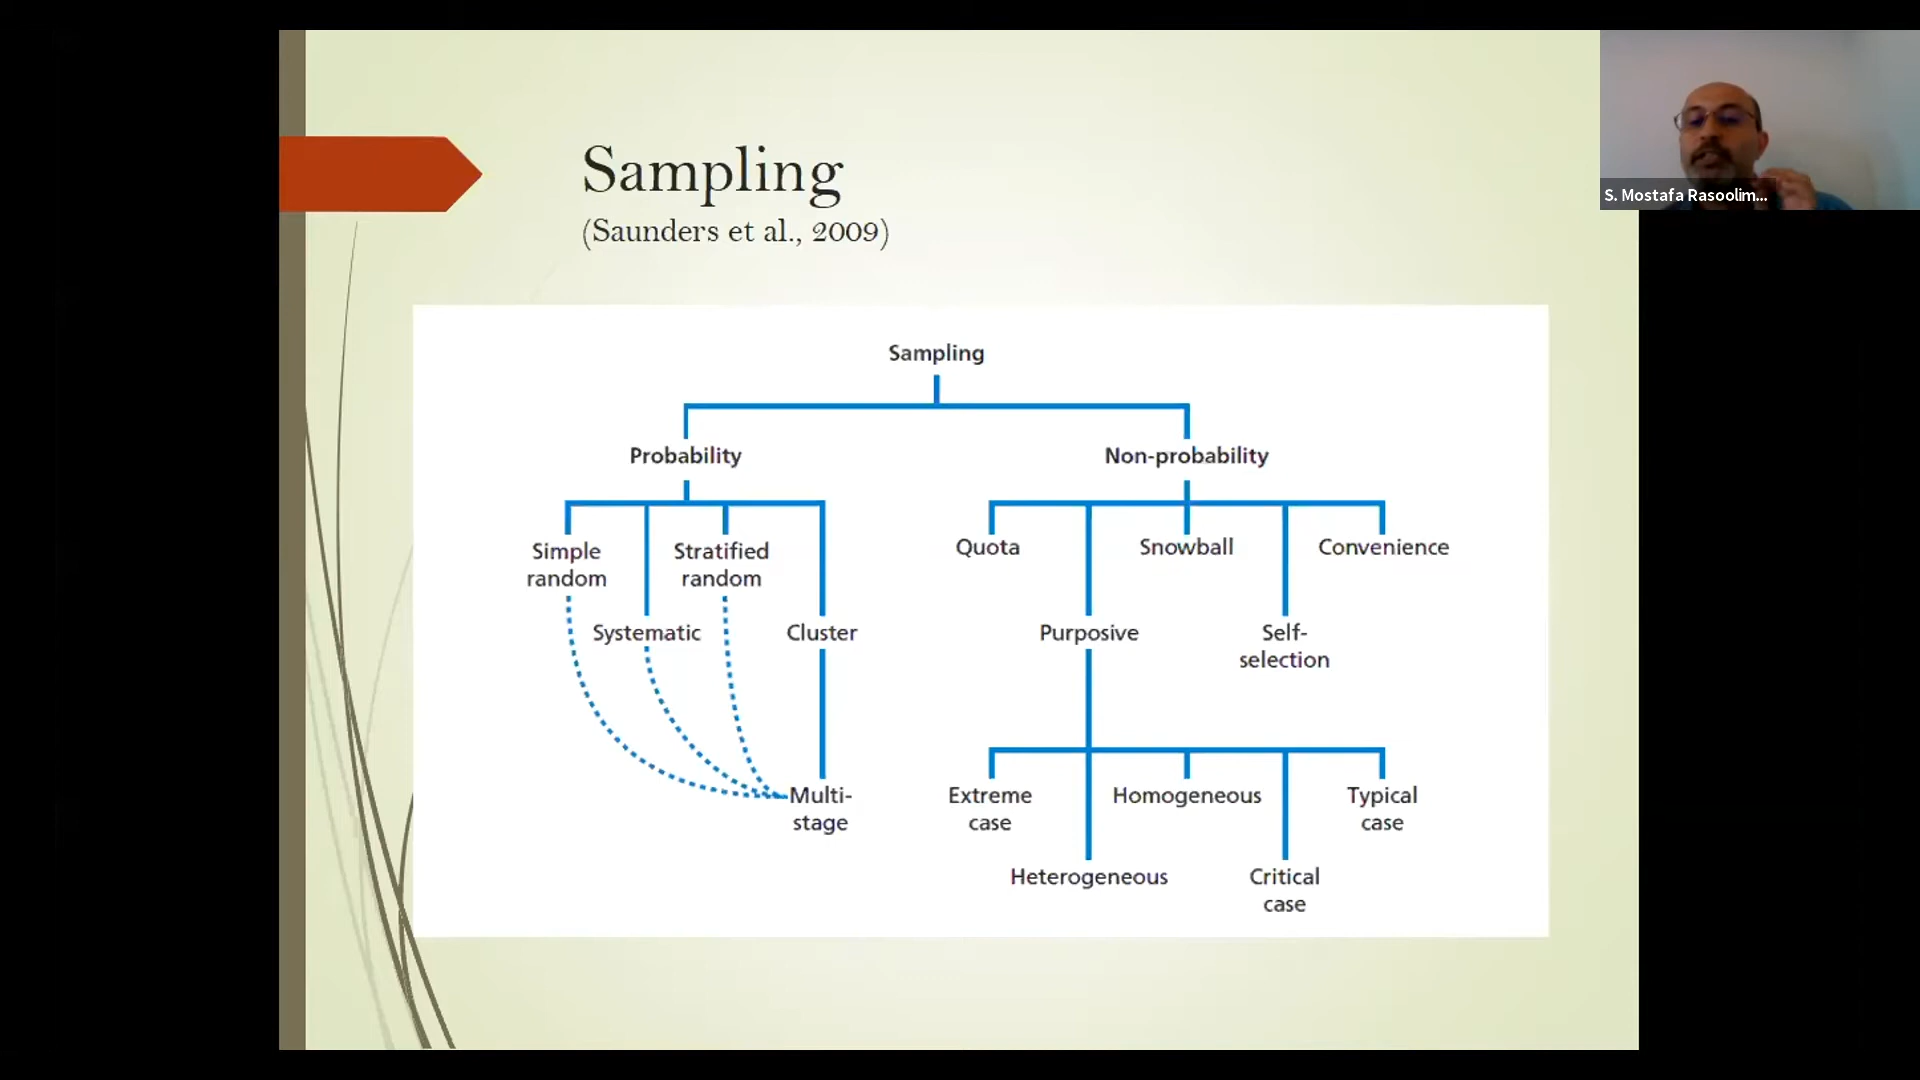 Sampling
(Saunders et al., 2009)
S. Mostafa Rasoolim...
Sampling
Probability
Non-probability
Simple
random
Stratified
random
Systematic
Cluster
Multi-
stage
Quota
Snowball
Convenience
Purposive
Self-
selection
Extreme
case
Homogeneous
Typical
case
Heterogeneous
Critical
case